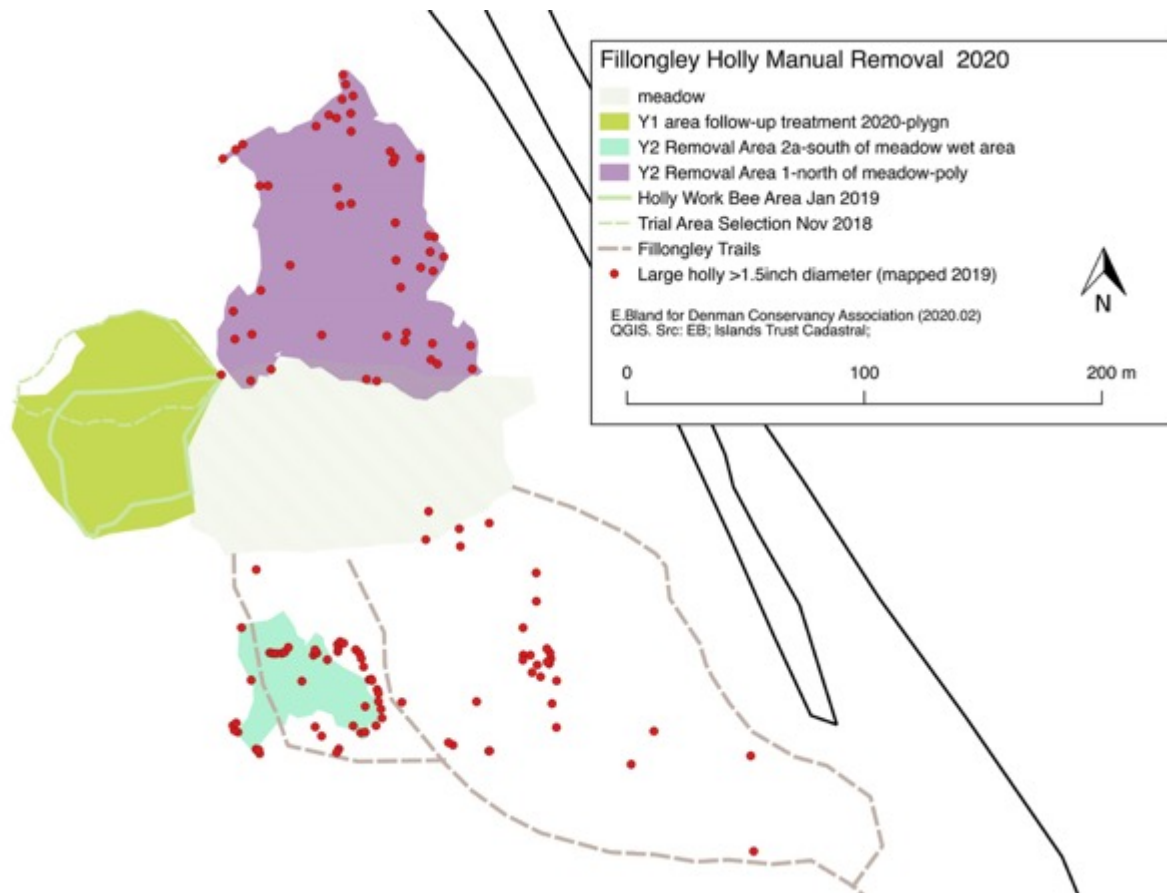 Fillongley Holly Manual Removal  2020
meadow
Y1 area follow-up treatment 2020-plygn
Y2 Removal Area 2a-south of meadow wet area
Y2 Removal Area 1-north of meadow-poly
Holly Work Bee Area Jan 2019
Trial Area Selection Nov 2018
Fillongley Trails
Large holly >1.5inch diameter (mapped 2019)
N
E.Bland for Denman Conservancy Association (2020.02)
QGIS. Src: EB; Islands Trust Cadastral;
0 100 200 m